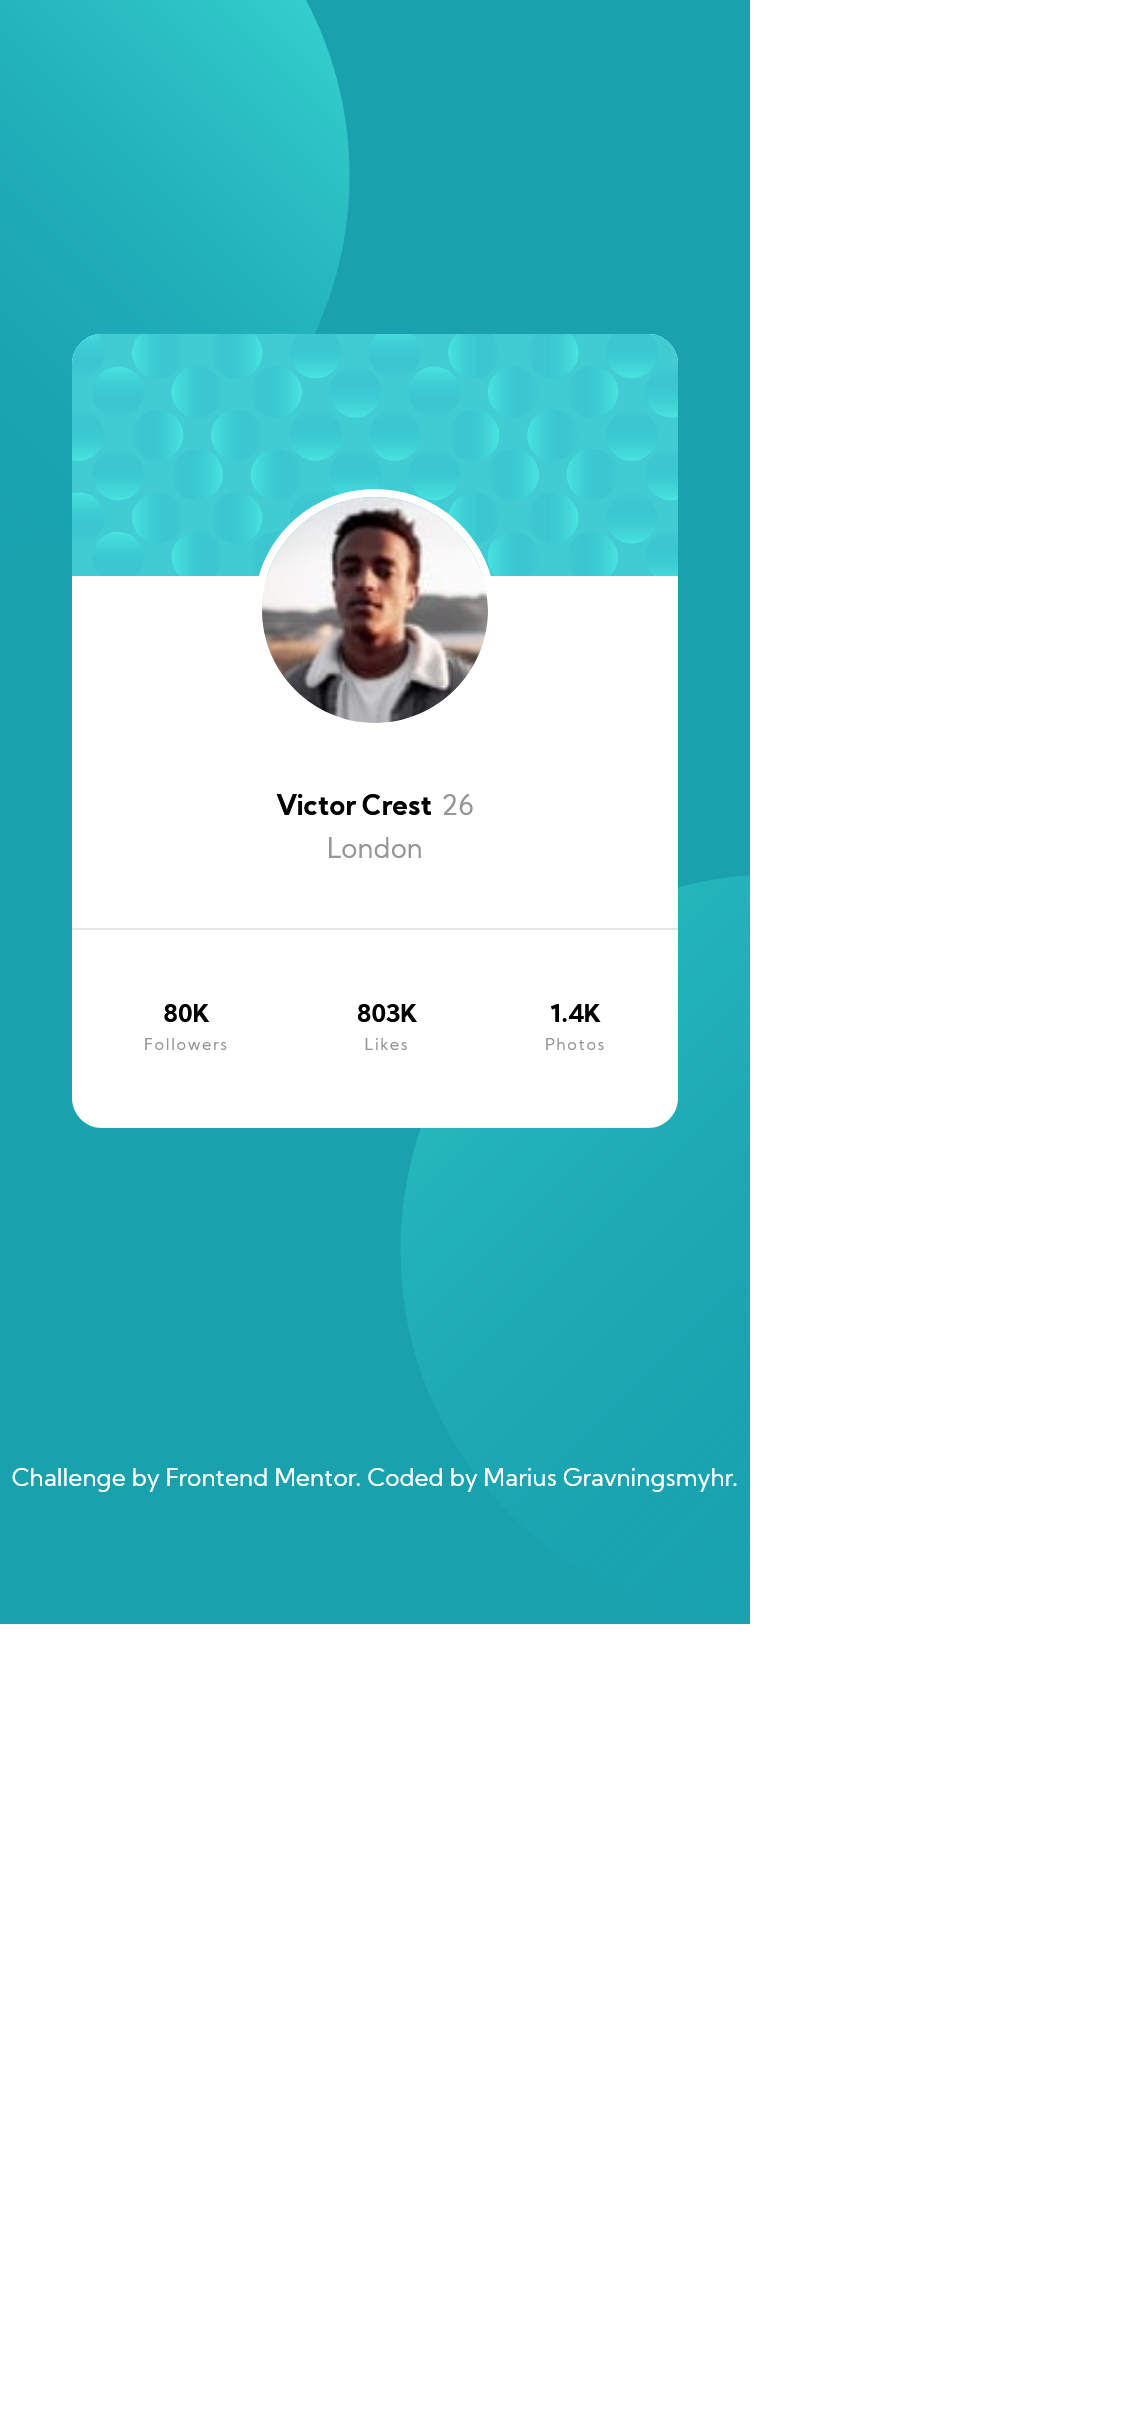 Victor Crest 26
London
80K 803K 1.4K
Followers Likes Photos
Challenge by Frontend Mentor. Coded by Marius Gravningsmyhr.